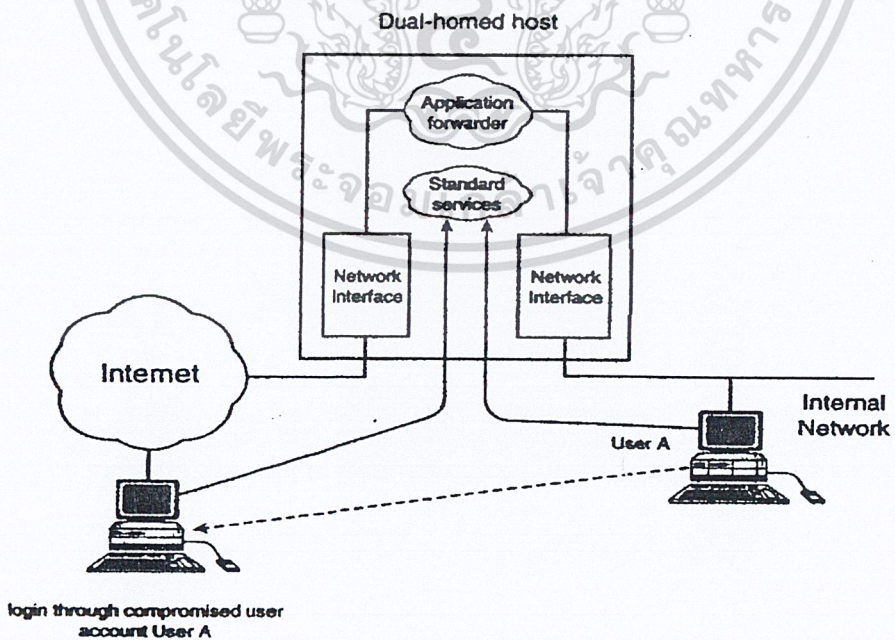 Dual-homed host
Application
forwarder
Standard
services
Network
Interface
Network
Interface
Internet
Internal
Network
User A
login through compromised user
account User A